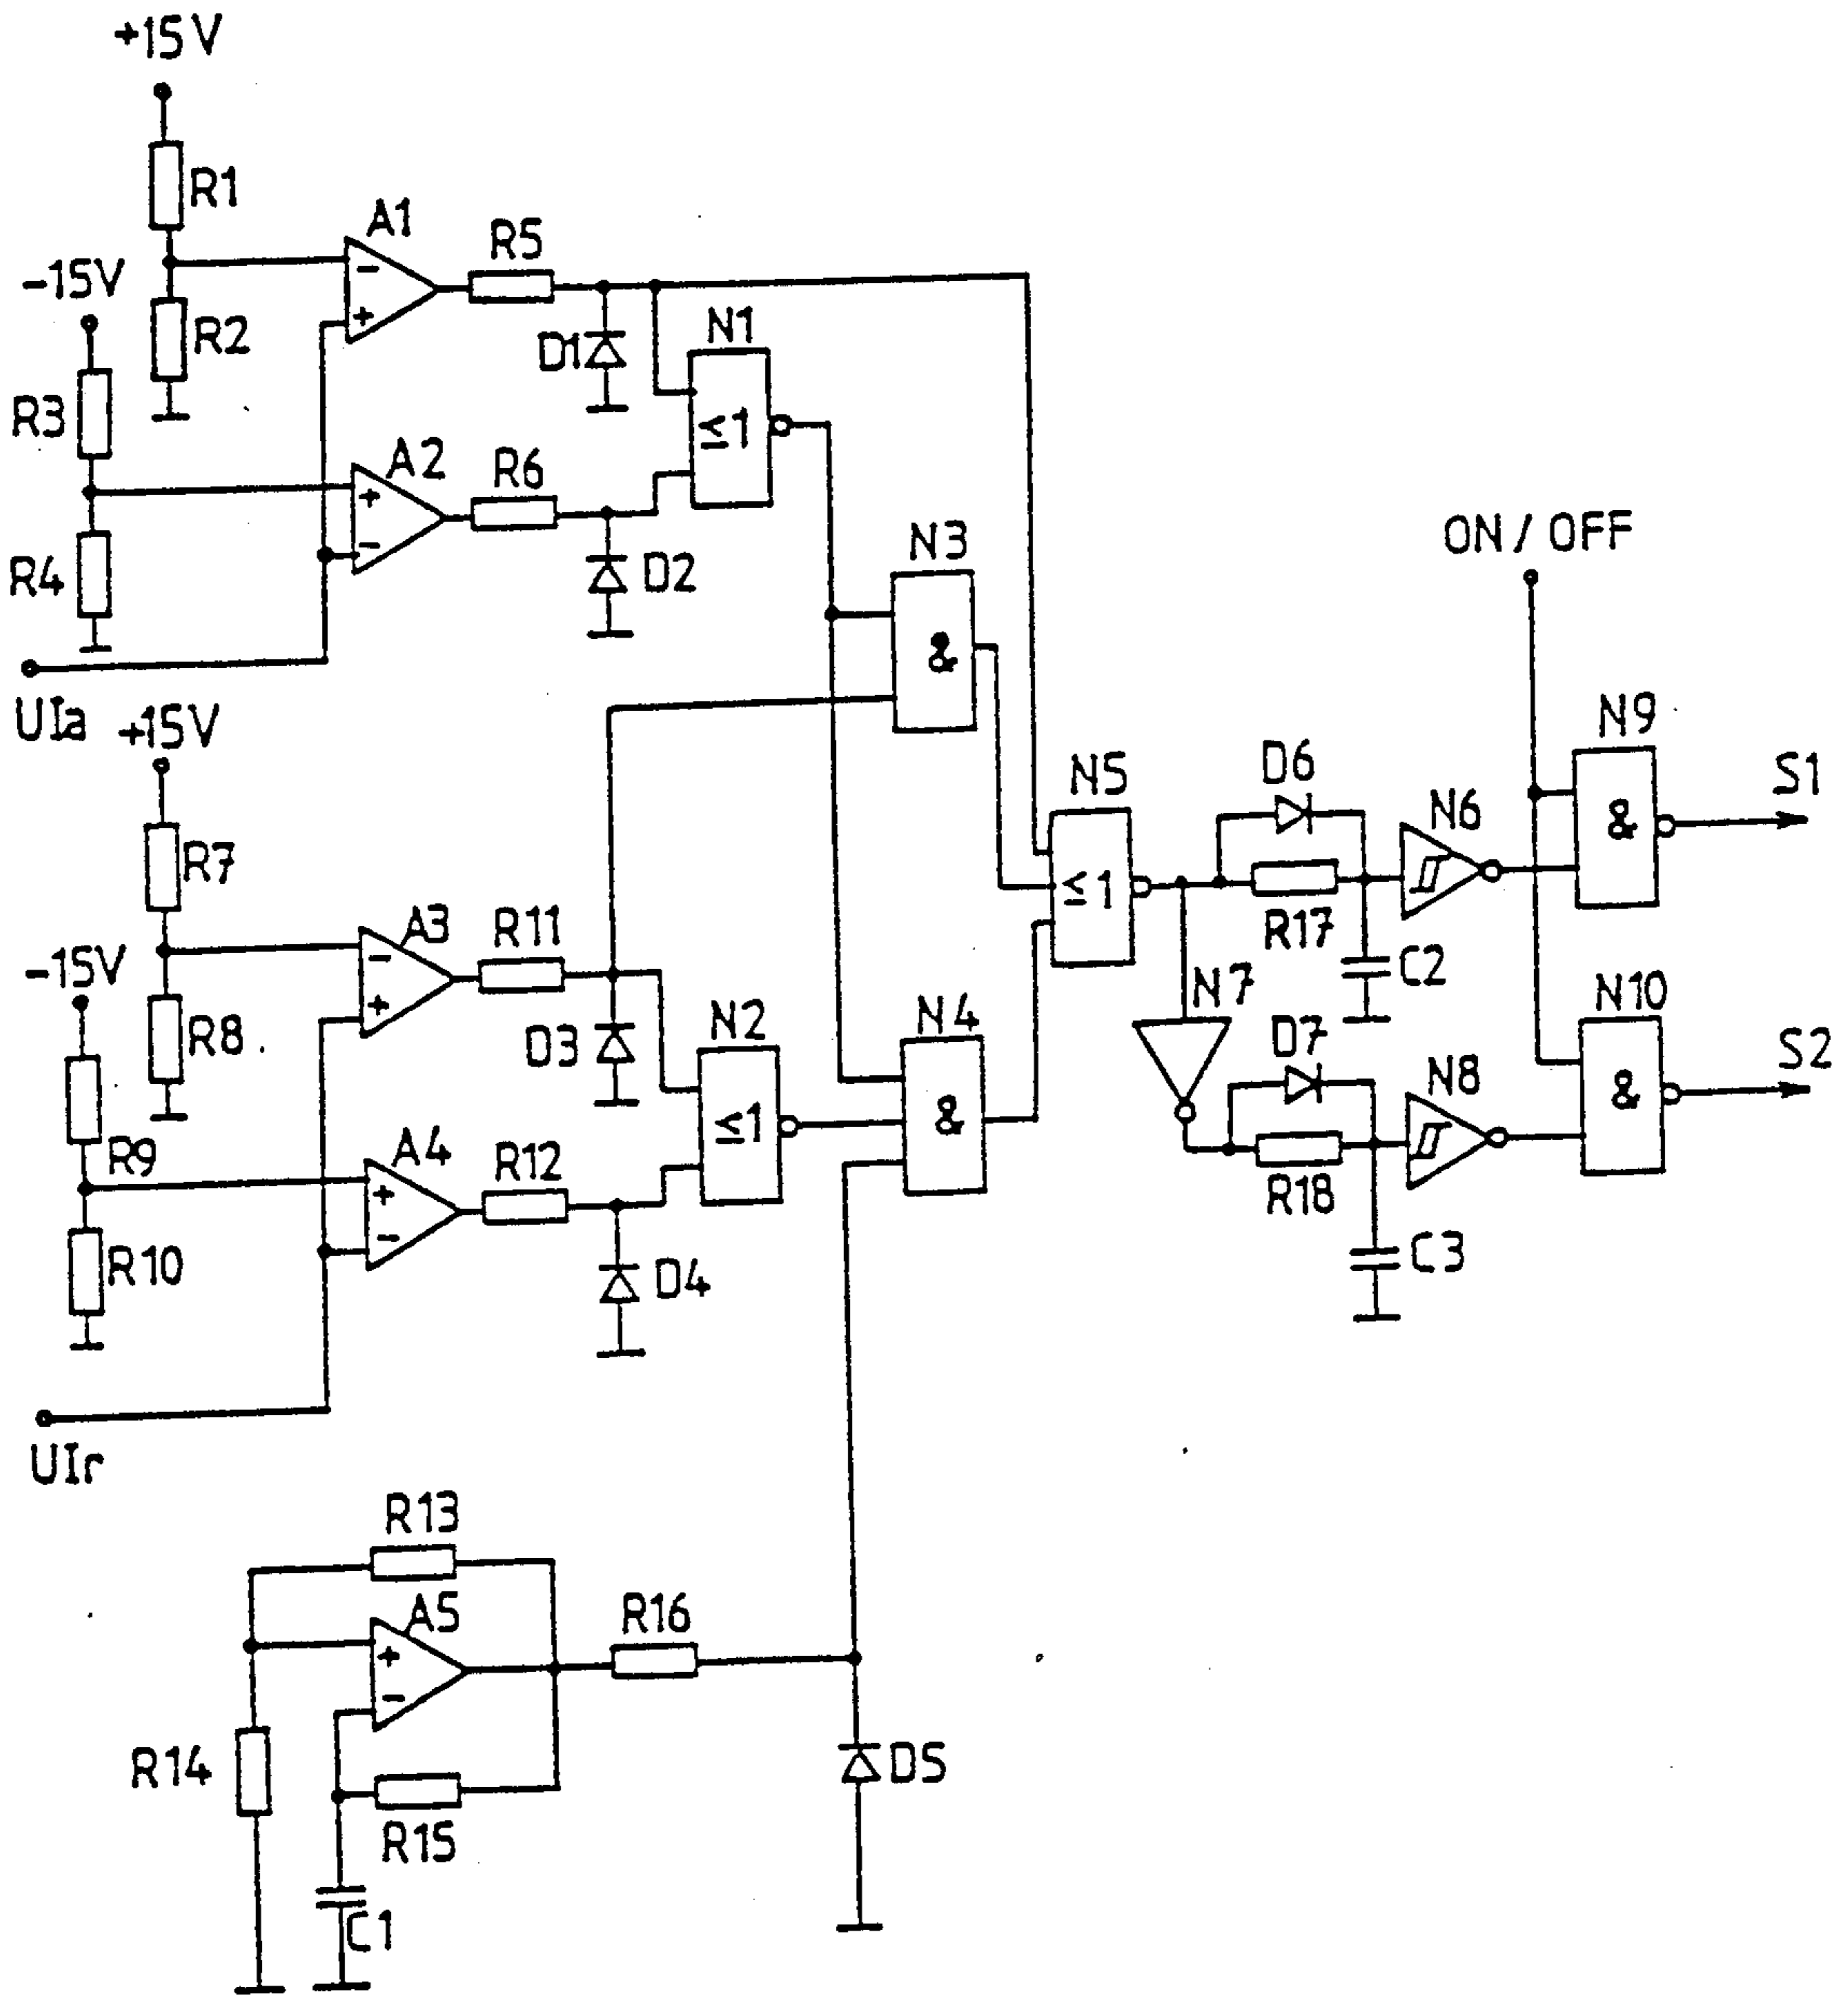 +15V
R1
A1
R5
-15V
R2
D1
N1
≤1
R3
A2
R6
R4
D2
N3
&
ON/OFF
UIa
+15V
N9
&
S1
D6
N6
N5
≤1
R7
R17
C2
A3
R11
-15V
N7
N10
&
S2
R8
D3
N2
≤1
N4
&
D7
N8
R9
A4
R12
R18
R10
D4
C3
UIr
R13
A5
R16
R14
R15
D5
C1
+
-
+
-
+
-
+
-
+
-